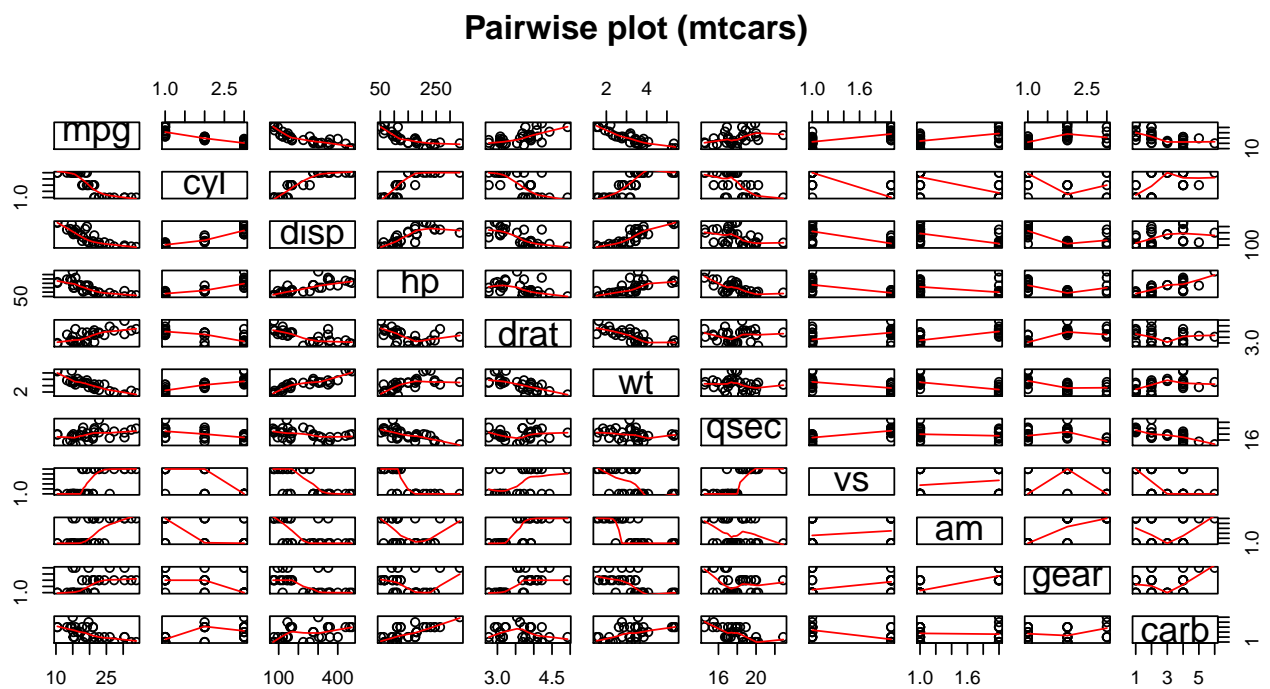 Pairwise plot (mtcars)
1.0 2.5 50 250 2 4 1.0 1.6 1.0 2.5
mpg 10
1.0 cyl
disp 100
50 hp
drat 3.0
2 wt
qsec 16
1.0 vs
am 1.0
1.0 gear
carb 1
10 25 100 400 3.0 4.5 16 20 1.0 1.6 1 3 5